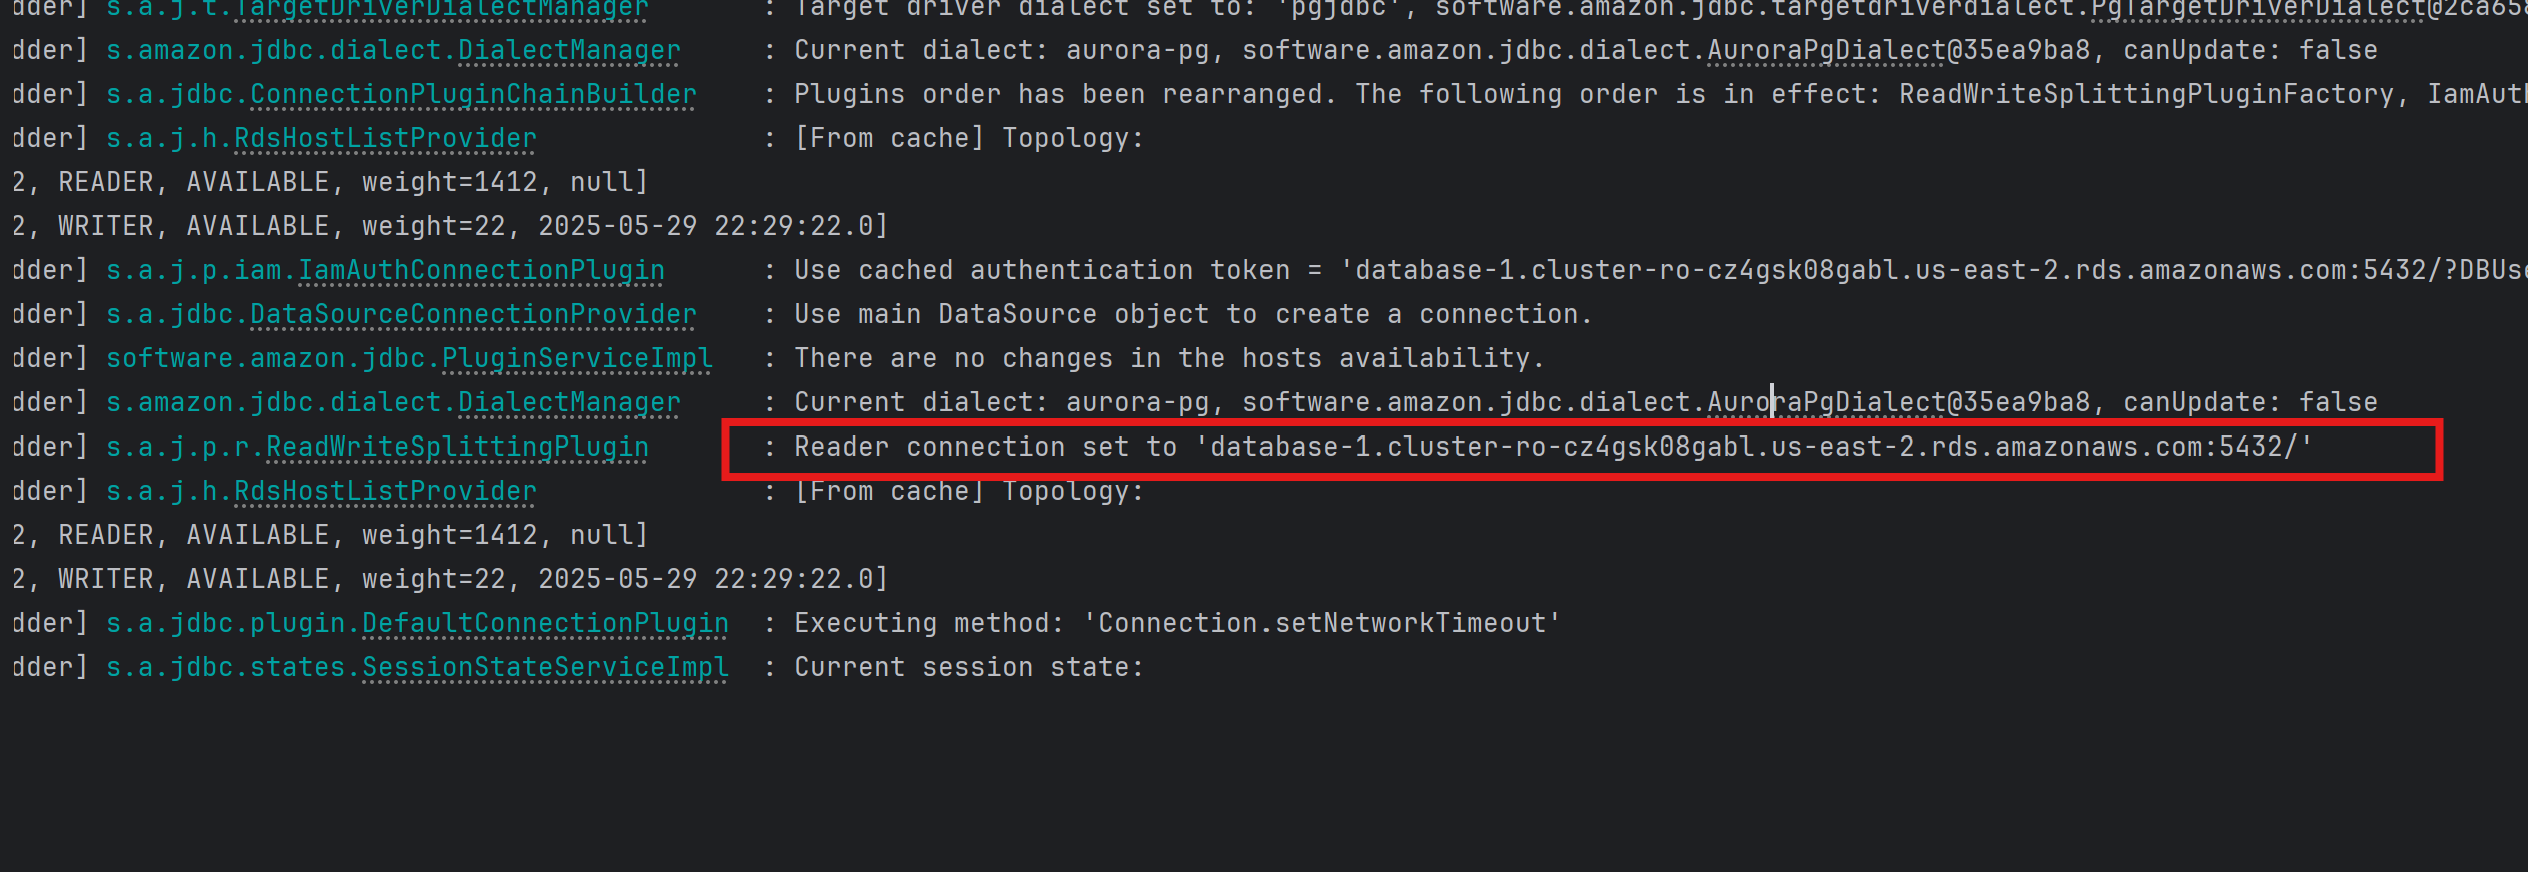 dder] s.a.j.t.TargetDriverDialectManager : Target driver dialect set to: 'pgjdbc', software.amazon.jdbc.targetdriverdialect.PgTargetDriverDialect@2ca658
dder] s.amazon.jdbc.dialect.DialectManager : Current dialect: aurora-pg, software.amazon.jdbc.dialect.AuroraPgDialect@35ea9ba8, canUpdate: false
dder] s.a.jdbc.ConnectionPluginChainBuilder : Plugins order has been rearranged. The following order is in effect: ReadWriteSplittingPluginFactory, IamAuth
dder] s.a.j.h.RdsHostListProvider : [From cache] Topology:
2, READER, AVAILABLE, weight=1412, null]
2, WRITER, AVAILABLE, weight=22, 2025-05-29 22:29:22.0]
dder] s.a.j.p.iam.IamAuthConnectionPlugin : Use cached authentication token = 'database-1.cluster-ro-cz4gsk08gabl.us-east-2.rds.amazonaws.com:5432/?DBUse
dder] s.a.jdbc.DataSourceConnectionProvider : Use main DataSource object to create a connection.
dder] software.amazon.jdbc.PluginServiceImpl : There are no changes in the hosts availability.
dder] s.amazon.jdbc.dialect.DialectManager : Current dialect: aurora-pg, software.amazon.jdbc.dialect.AuroraPgDialect@35ea9ba8, canUpdate: false
dder] s.a.j.p.r.ReadWriteSplittingPlugin : Reader connection set to 'database-1.cluster-ro-cz4gsk08gabl.us-east-2.rds.amazonaws.com:5432/'
dder] s.a.j.h.RdsHostListProvider : [From cache] Topology:
2, READER, AVAILABLE, weight=1412, null]
2, WRITER, AVAILABLE, weight=22, 2025-05-29 22:29:22.0]
dder] s.a.jdbc.plugin.DefaultConnectionPlugin : Executing method: 'Connection.setNetworkTimeout'
dder] s.a.jdbc.states.SessionStateServiceImpl : Current session state: